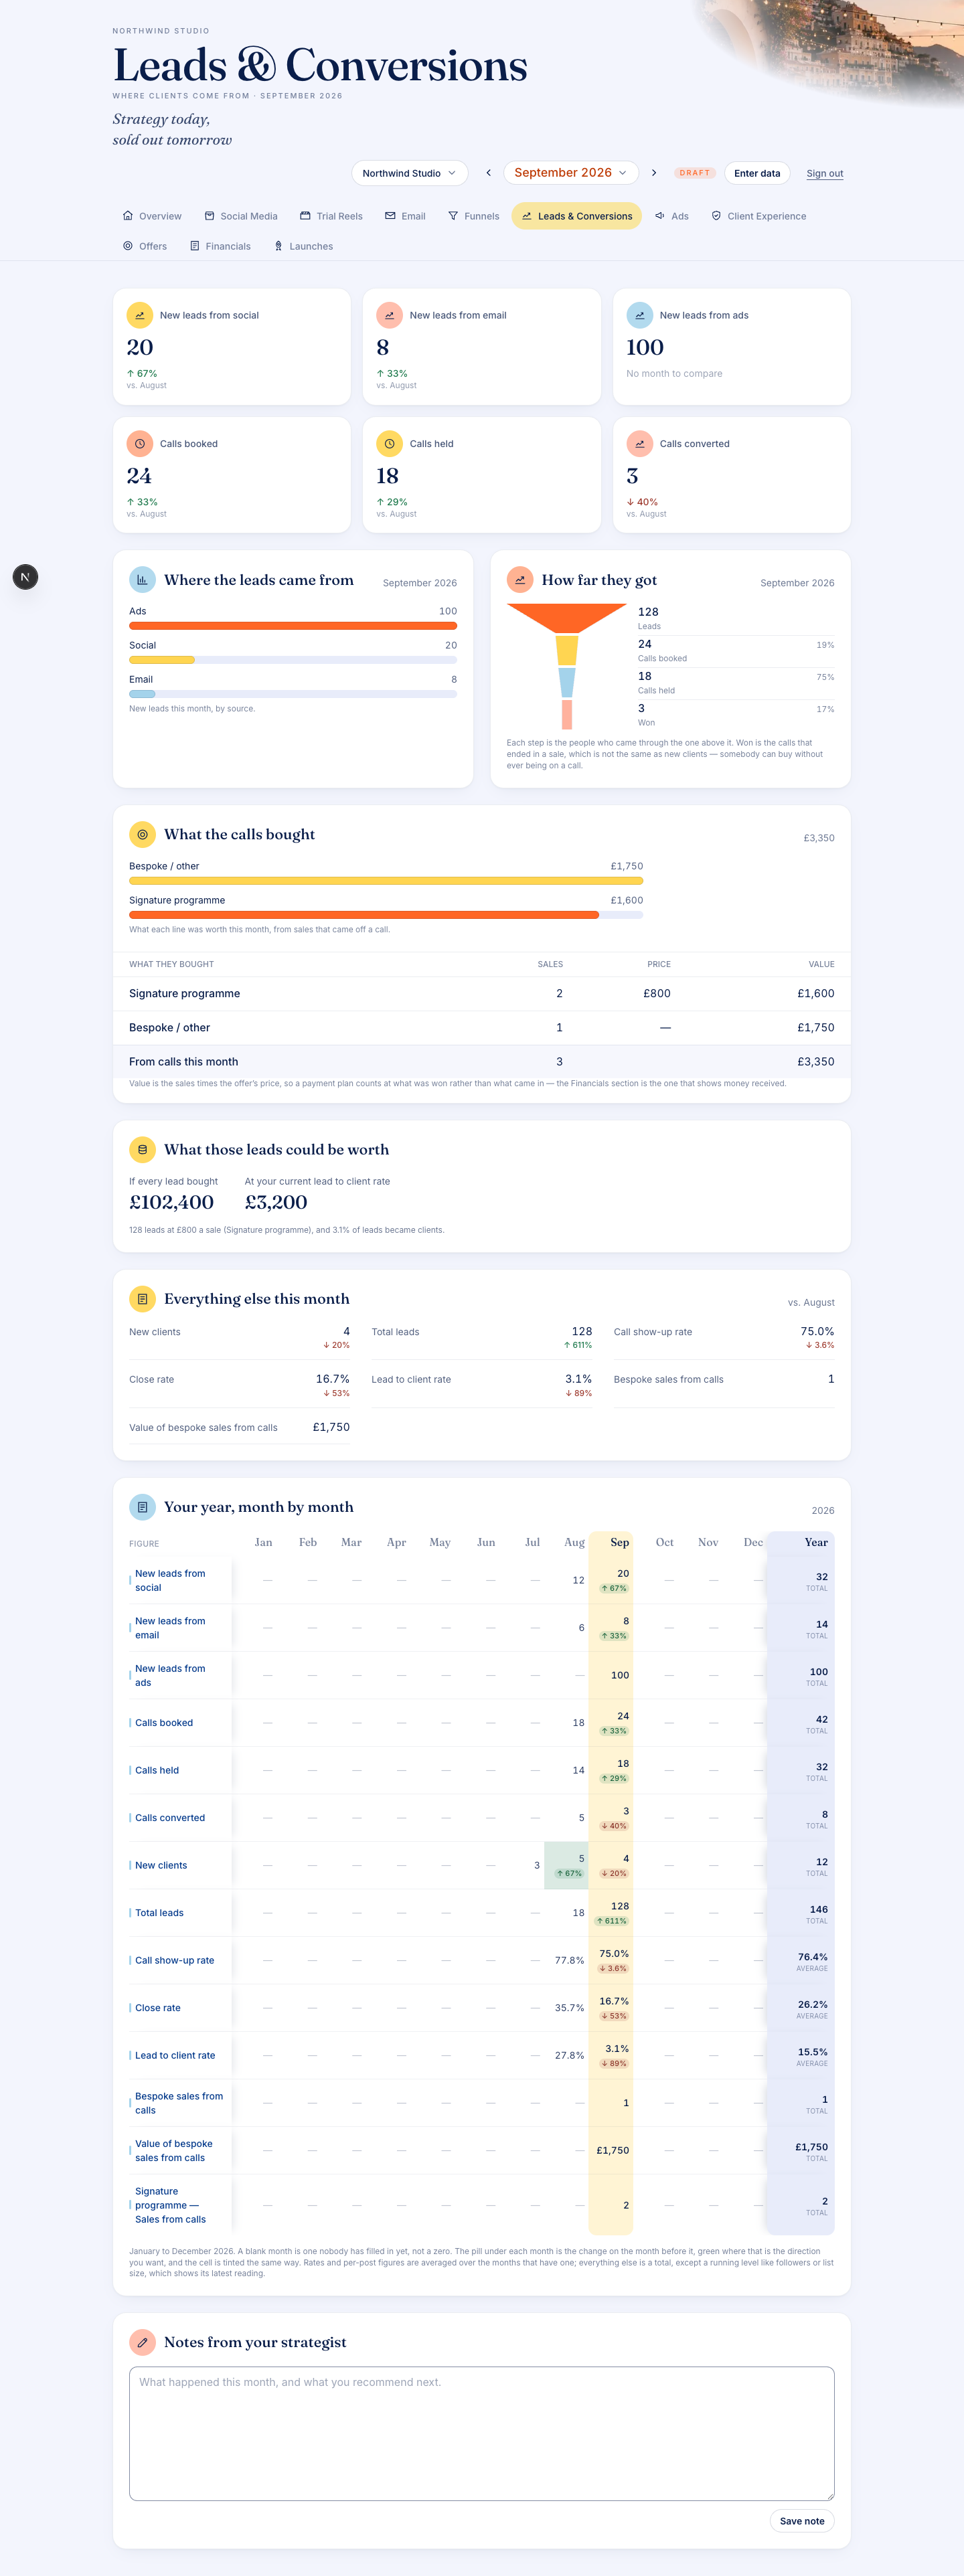 NORTHWIND STUDIO
Leads & Conversions
WHERE CLIENTS COME FROM · SEPTEMBER 2026
Strategy today,
sold out tomorrow
Northwind Studio
September 2026
DRAFT
Enter data
Sign out
Overview
Social Media
Trial Reels
Email
Funnels
Leads & Conversions
Ads
Client Experience
Offers
Financials
Launches
New leads from social
20
↑ 67%
vs. August
New leads from email
8
↑ 33%
vs. August
New leads from ads
100
No month to compare
Calls booked
24
↑ 33%
vs. August
Calls held
18
↑ 29%
vs. August
Calls converted
3
↓ 40%
vs. August
N
Where the leads came from
September 2026
Ads 100
Social 20
Email 8
New leads this month, by source.
How far they got
September 2026
128
Leads
24 19%
Calls booked
18 75%
Calls held
3 17%
Won
Each step is the people who came through the one above it. Won is the calls that
ended in a sale, which is not the same as new clients — somebody can buy without
ever being on a call.
What the calls bought
£3,350
Bespoke / other £1,750
Signature programme £1,600
What each line was worth this month, from sales that came off a call.
WHAT THEY BOUGHT SALES PRICE VALUE
Signature programme 2 £800 £1,600
Bespoke / other 1 — £1,750
From calls this month 3 £3,350
Value is the sales times the offer's price, so a payment plan counts at what was won rather than what came in — the Financials section is the one that shows money received.
What those leads could be worth
If every lead bought
£102,400
At your current lead to client rate
£3,200
128 leads at £800 a sale (Signature programme), and 3.1% of leads became clients.
Everything else this month
vs. August
New clients 4
↓ 20%
Total leads 128
↑ 611%
Call show-up rate 75.0%
↓ 3.6%
Close rate 16.7%
↓ 53%
Lead to client rate 3.1%
↓ 89%
Bespoke sales from calls 1
Value of bespoke sales from calls £1,750
Your year, month by month
2026
FIGURE Jan Feb Mar Apr May Jun Jul Aug Sep Oct Nov Dec Year
New leads from
social
— — — — — — — 12 20 — — — 32
↑ 67% TOTAL
New leads from
email
— — — — — — — 6 8 — — — 14
↑ 33% TOTAL
New leads from
ads
— — — — — — — — 100 — — — 100
TOTAL
Calls booked — — — — — — — 18 24 — — — 42
↑ 33% TOTAL
Calls held — — — — — — — 14 18 — — — 32
↑ 29% TOTAL
Calls converted — — — — — — — 5 3 — — — 8
↓ 40% TOTAL
New clients — — — — — — 3 5 4 — — — 12
↑ 67% ↓ 20% TOTAL
Total leads — — — — — — — 18 128 — — — 146
↑ 611% TOTAL
Call show-up rate — — — — — — — 77.8% 75.0% — — — 76.4%
↓ 3.6% AVERAGE
Close rate — — — — — — — 35.7% 16.7% — — — 26.2%
↓ 53% AVERAGE
Lead to client rate — — — — — — — 27.8% 3.1% — — — 15.5%
↓ 89% AVERAGE
Bespoke sales from
calls
— — — — — — — — 1 — — — 1
TOTAL
Value of bespoke
sales from calls
— — — — — — — — £1,750 — — — £1,750
TOTAL
Signature
programme —
Sales from calls
— — — — — — — — 2 — — — 2
TOTAL
January to December 2026. A blank month is one nobody has filled in yet, not a zero. The pill under each month is the change on the month before it, green where that is the direction
you want, and the cell is tinted the same way. Rates and per-post figures are averaged over the months that have one; everything else is a total, except a running level like followers or list
size, which shows its latest reading.
Notes from your strategist
What happened this month, and what you recommend next.
Save note